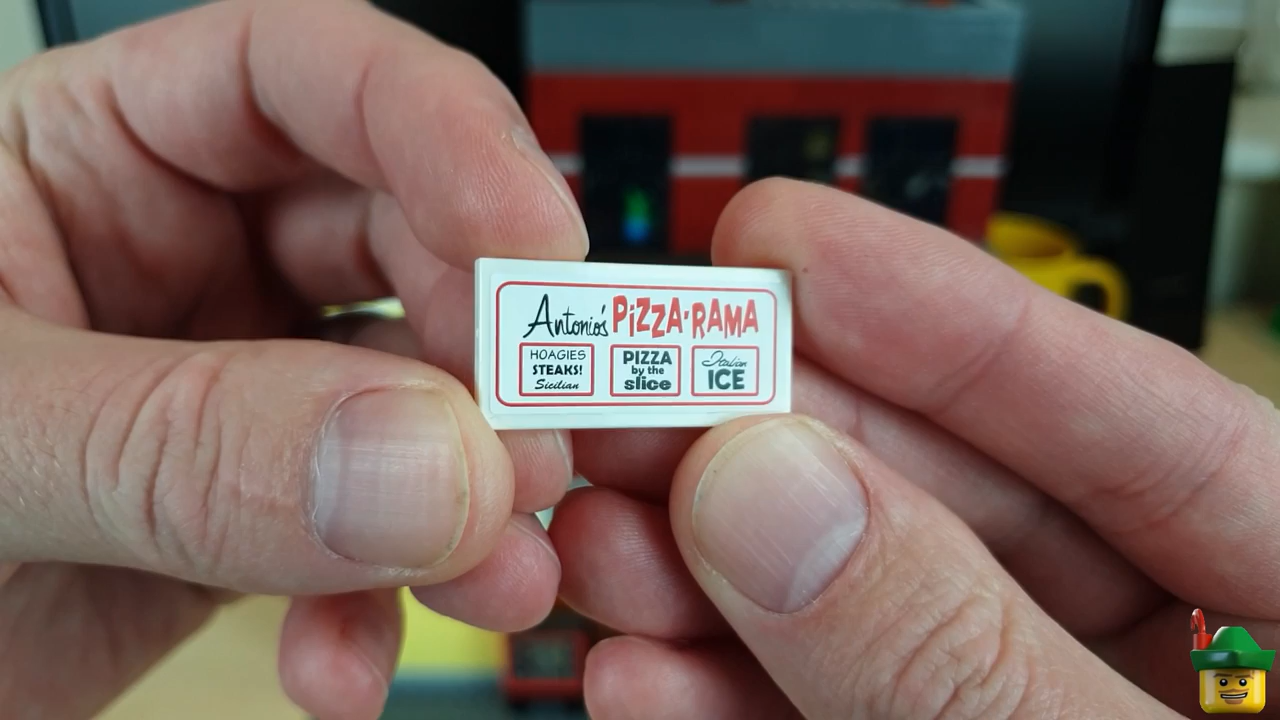 Antonio's PiZZA·RAMA
HOAGIES
STEAKS!
Sicilian
PIZZA
by the
slice
Italian
ICE